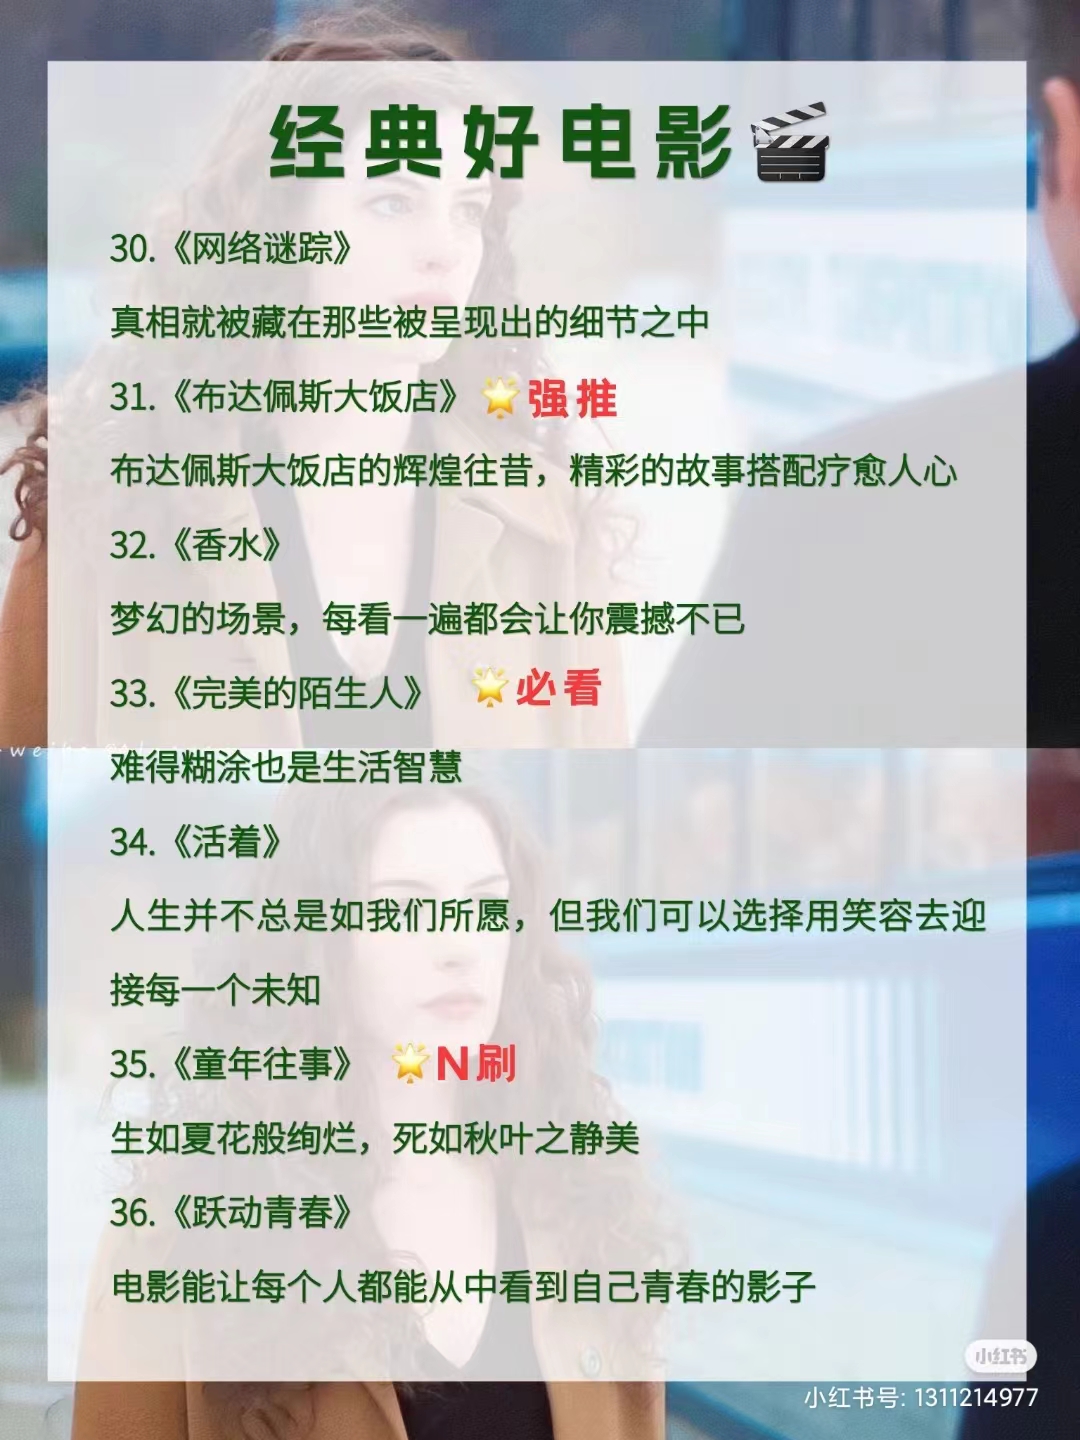 经典好电影
30.《网络谜踪》
真相就被藏在那些被呈现出的细节之中
31.《布达佩斯大饭店》 强推
布达佩斯大饭店的辉煌往昔，精彩的故事搭配疗愈人心
32.《香水》
梦幻的场景，每看一遍都会让你震撼不已
33.《完美的陌生人》 必看
难得糊涂也是生活智慧
34.《活着》
人生并不总是如我们所愿，但我们可以选择用笑容去迎
接每一个未知
35.《童年往事》 N刷
生如夏花般绚烂，死如秋叶之静美
36.《跃动青春》
电影能让每个人都能从中看到自己青春的影子
小红书
小红书号: 1311214977